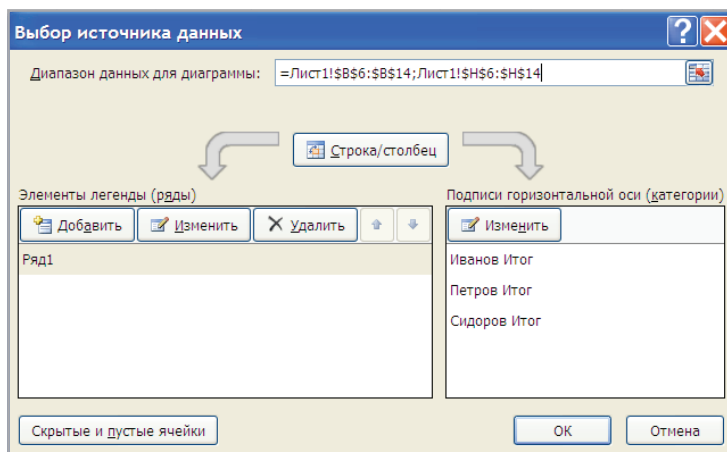 Выбор источника данных
Диапазон данных для диаграммы: =Лист1!$B$6:$B$14;Лист1!$H$6:$H$14
Строка/столбец
Элементы легенды (ряды)
Добавить Изменить Удалить
Ряд1
Подписи горизонтальной оси (категории)
Изменить
Иванов Итог
Петров Итог
Сидоров Итог
Скрытые и пустые ячейки
ОК Отмена